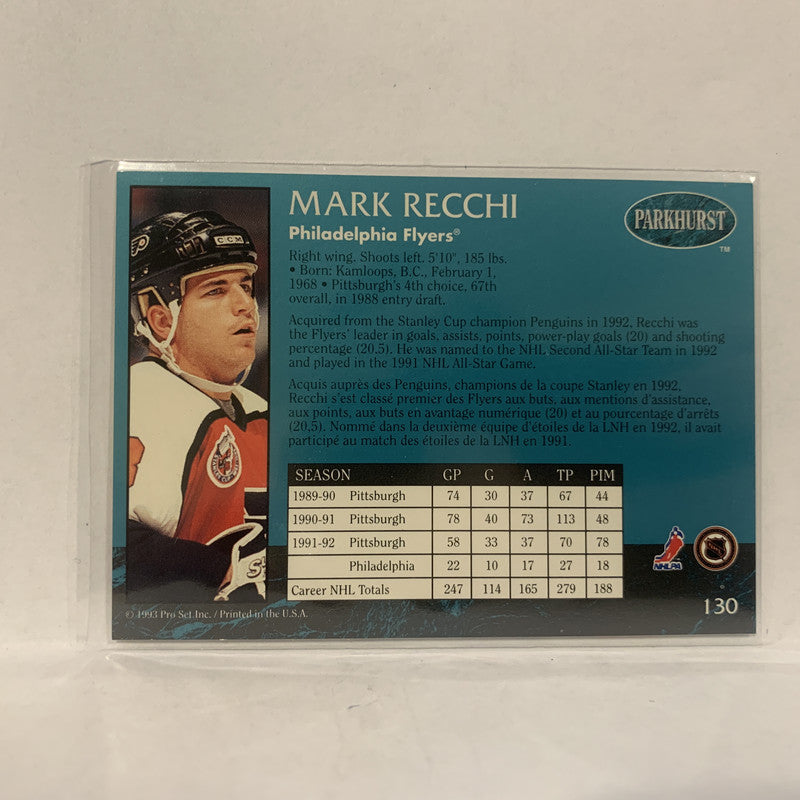 MARK RECCHI
Philadelphia Flyers®
PARKHURST
TM
CCM
Right wing. Shoots left. 5'10", 185 lbs.
• Born: Kamloops, B.C., February 1,
1968 • Pittsburgh's 4th choice, 67th
overall, in 1988 entry draft.
Acquired from the Stanley Cup champion Penguins in 1992, Recchi was
the Flyers' leader in goals, assists, points, power-play goals (20) and shooting
percentage (20.5). He was named to the NHL Second All-Star Team in 1992
and played in the 1991 NHL All-Star Game.
Acquis auprès des Penguins, champions de la coupe Stanley en 1992,
Recchi s'est classé premier des Flyers aux buts, aux mentions d'assistance,
aux points, aux buts en avantage numérique (20) et au pourcentage d'arrêts
(20,5). Nommé dans la deuxième équipe d'étoiles de la LNH en 1992, il avait
participé au match des étoiles de la LNH en 1991.
SEASON GP G A TP PIM
1989-90 Pittsburgh 74 30 37 67 44
1990-91 Pittsburgh 78 40 73 113 48
1991-92 Pittsburgh 58 33 37 70 78
Philadelphia 22 10 17 27 18
Career NHL Totals 247 114 165 279 188
NHLPA
© 1993 Pro Set Inc. / Printed in the U.S.A.
130